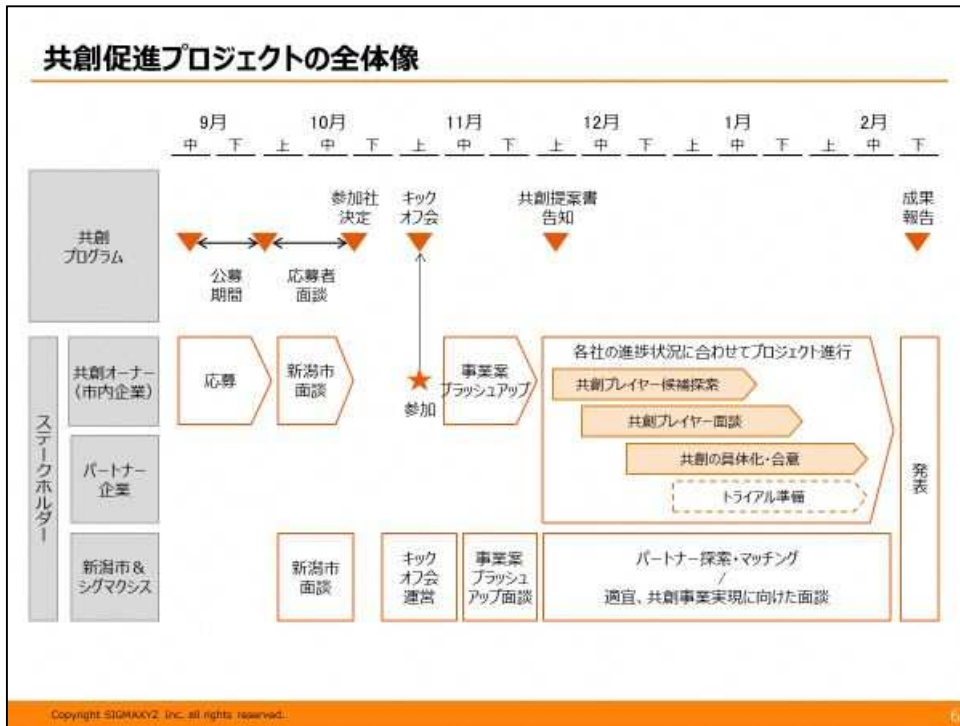 共創促進プロジェクトの全体像
9月 10月 11月 12月 1月 2月
中 下 上 中 下 上 中 下 上 中 下 上 中 下 上 中 下
参加社
決定
キック
オフ会
共創提案書
告知
成果
報告
共創
プログラム
公募
期間
応募者
面談
ステークホルダー
共創オーナー
(市内企業)
応募
新潟市
面談
参加
事業案
ブラッシュアップ
各社の進捗状況に合わせてプロジェクト進行
共創プレイヤー候補探索
共創プレイヤー面談
共創の具体化・合意
トライアル準備
発表
パートナー
企業
新潟市&
シグマクシス
新潟市
面談
キック
オフ会
運営
事業案
ブラッシュ
アップ面談
パートナー探索・マッチング
/
適宜、共創事業実現に向けた面談
Copyright SIGMAXYZ Inc. all rights reserved.
6